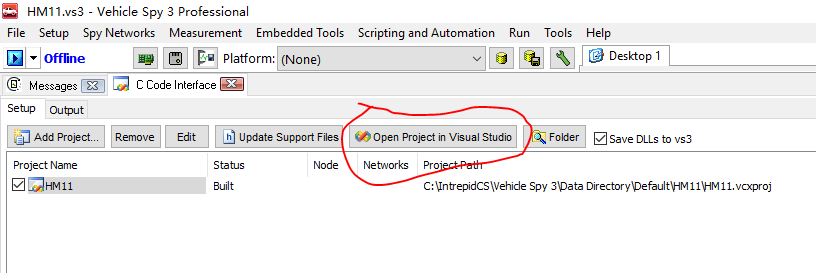 HM11.vs3 - Vehicle Spy 3 Professional
File Setup Spy Networks Measurement Embedded Tools Scripting and Automation Run Tools Help
Offline Platform: (None) Desktop 1
Messages C Code Interface
Setup Output
Add Project... Remove Edit Update Support Files Open Project in Visual Studio Folder Save DLLs to vs3
Project Name Status Node Networks Project Path
HM11 Built C:\IntrepidCS\Vehicle Spy 3\Data Directory\Default\HM11\HM11.vcxproj